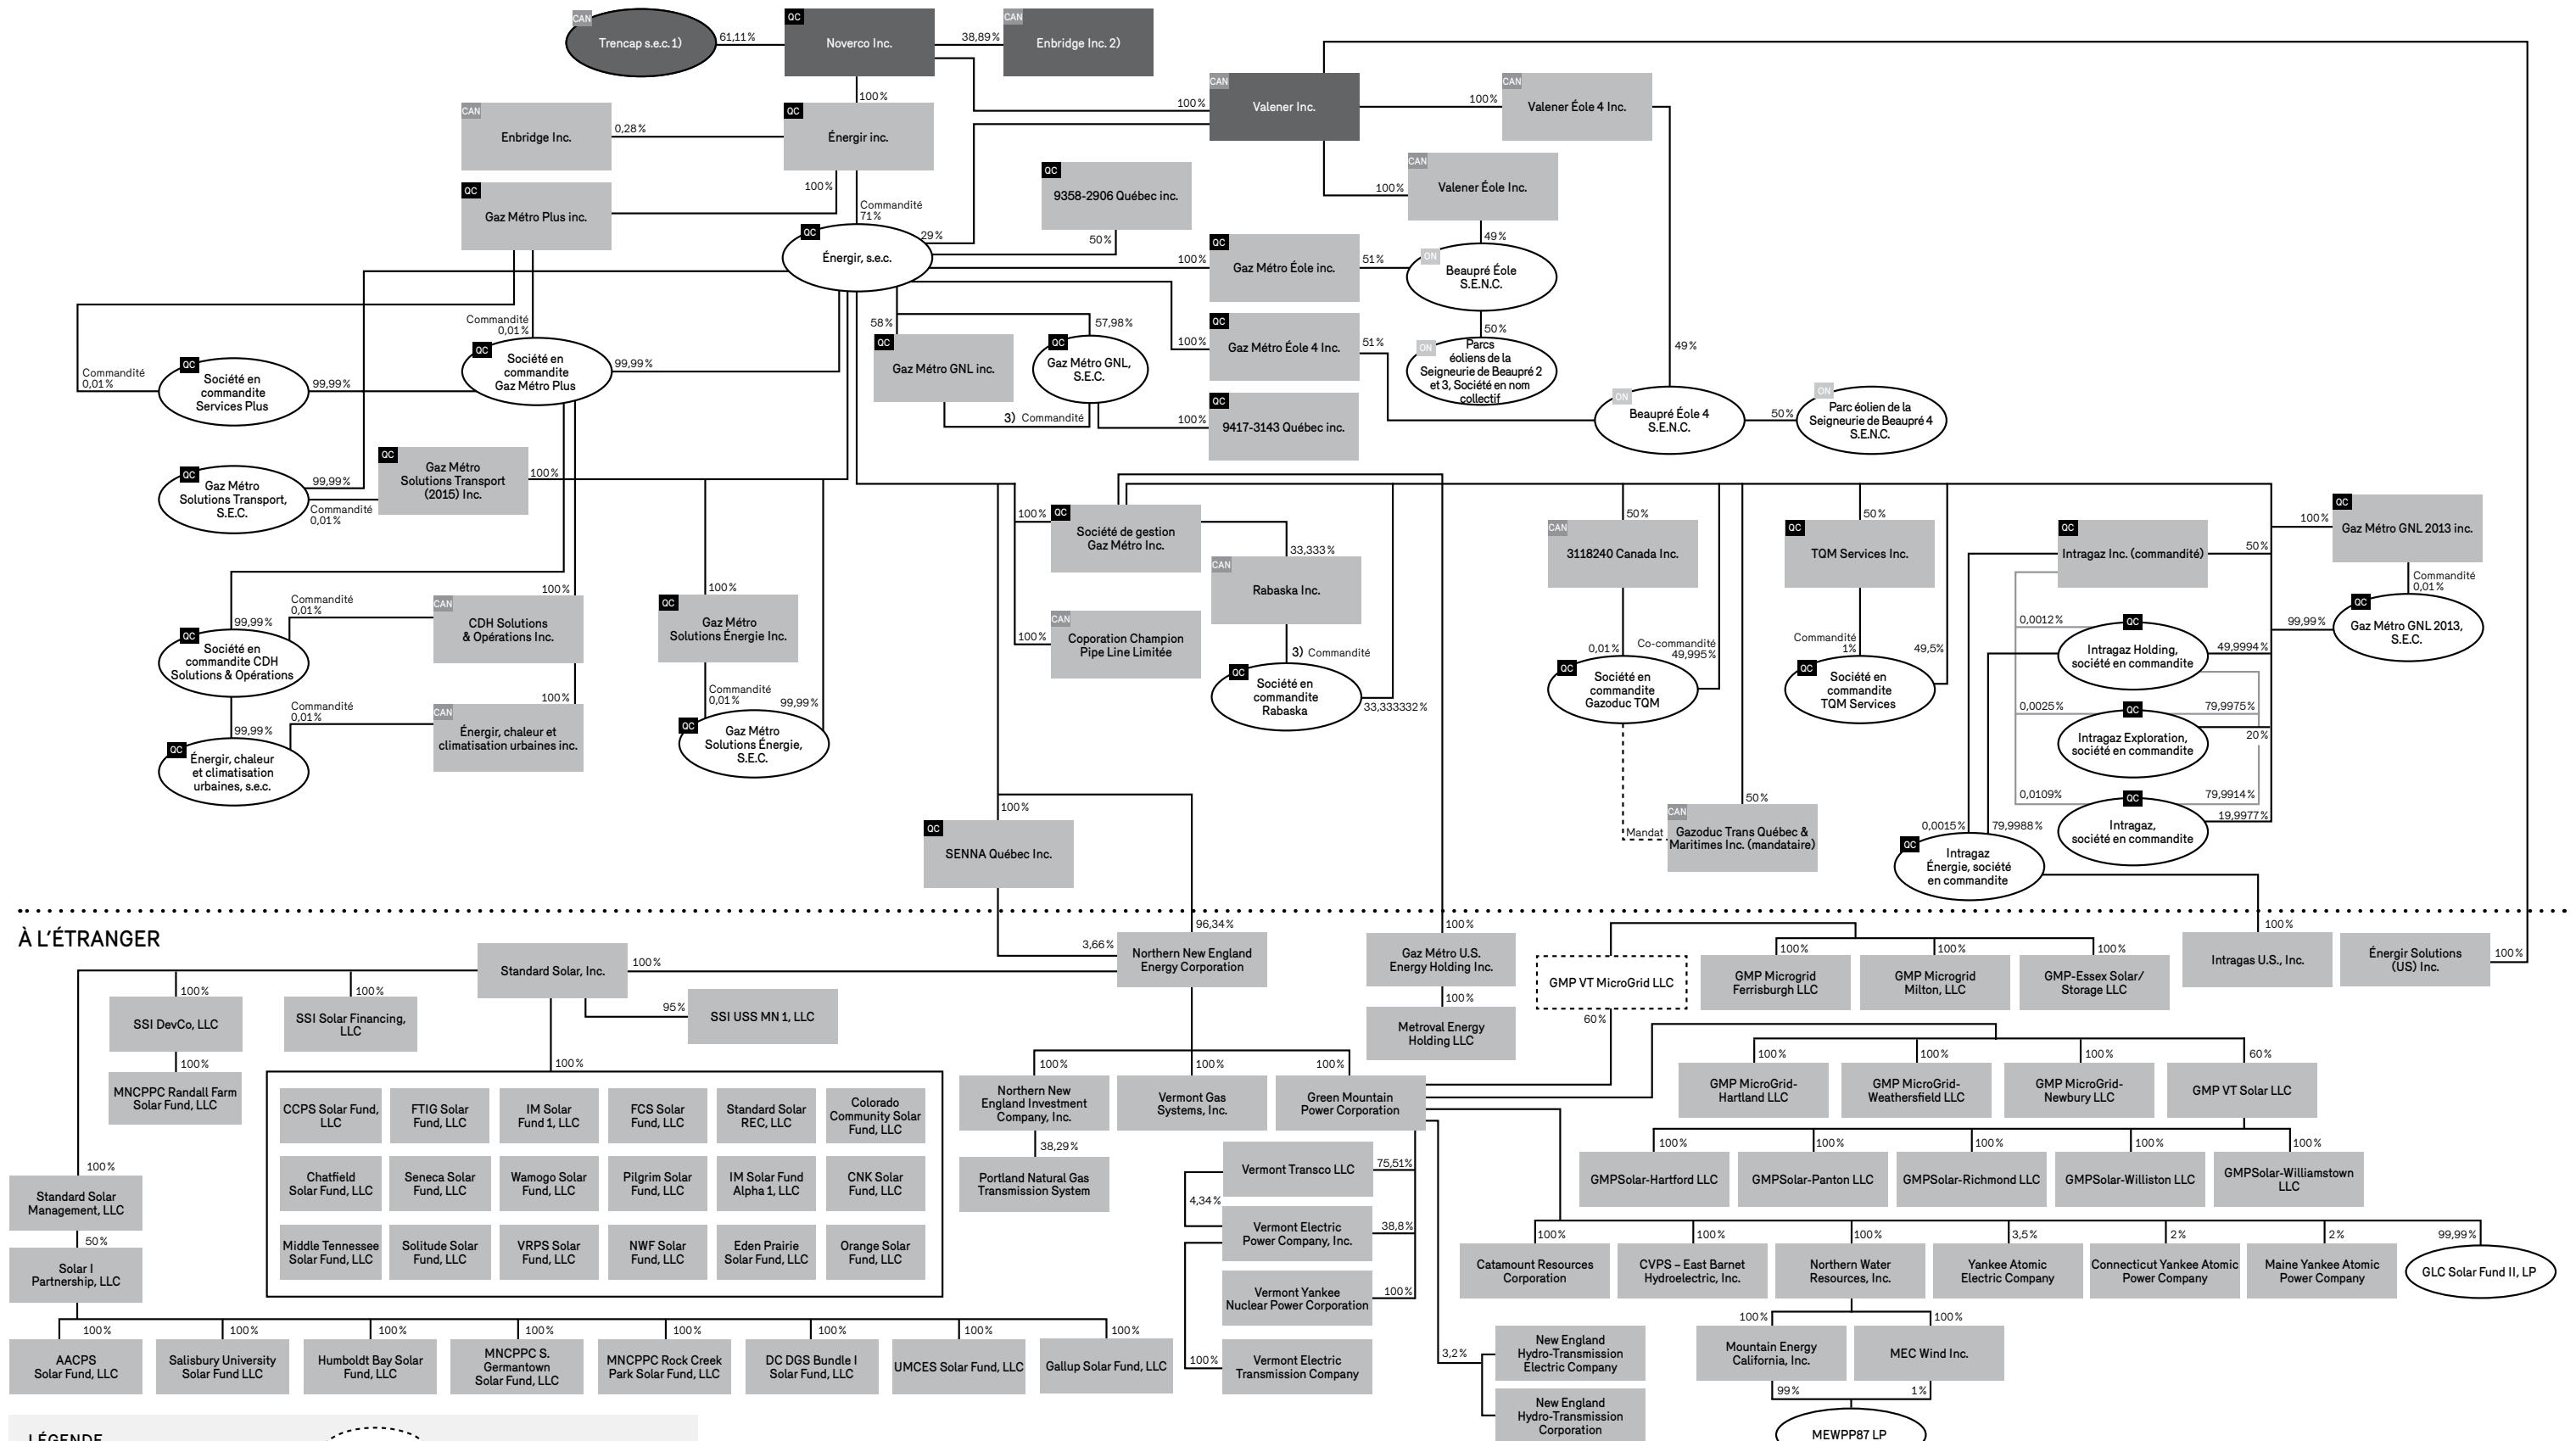 CAN
Trencap s.e.c. 1)
61,11%
QC
Noverco Inc.
38,89%
CAN
Enbridge Inc. 2)
100%
CAN
Enbridge Inc.
0,28%
QC
Énergir inc.
100%
CAN
Valener Inc.
100%
CAN
Valener Éole 4 Inc.
QC
Gaz Métro Plus inc.
100%
Commandité
71%
QC
Énergir, s.e.c.
29%
QC
9358-2906 Québec inc.
50%
100%
CAN
Valener Éole Inc.
49%
100%
QC
Gaz Métro Éole inc.
51%
ON
Beaupré Éole
S.E.N.C.
50%
100%
QC
Gaz Métro Éole 4 Inc.
51%
ON
Parcs
éoliens de la
Seigneurie de Beaupré 2
et 3, Société en nom
collectif
49%
ON
Beaupré Éole 4
S.E.N.C.
50%
ON
Parc éolien de la
Seigneurie de Beaupré 4
S.E.N.C.
Commandité
0,01%
QC
Société en
commandite
Services Plus
99,99%
Commandité
0,01%
QC
Société en
commandite
Gaz Métro Plus
99,99%
58%
QC
Gaz Métro GNL inc.
57,98%
QC
Gaz Métro GNL,
S.E.C.
3) Commandité
100%
QC
9417-3143 Québec inc.
QC
Gaz Métro
Solutions Transport,
S.E.C.
99,99%
Commandité
0,01%
QC
Gaz Métro
Solutions Transport
(2015) Inc.
100%
100%
QC
Société de gestion
Gaz Métro Inc.
33,333%
CAN
Rabaska Inc.
3) Commandité
QC
Société en
commandite
Rabaska
33,333332%
100%
CAN
Coporation Champion
Pipe Line Limitée
50%
CAN
3118240 Canada Inc.
0,01%
Co-commandité
49,995%
QC
Société en
commandite
Gazoduc TQM
Mandat
50%
CAN
Gazoduc Trans Québec &
Maritimes Inc. (mandataire)
50%
QC
TQM Services Inc.
Commandité
1%
49,5%
QC
Société en
commandite
TQM Services
QC
Intragaz Inc. (commandité)
50%
0,0012%
QC
Intragaz Holding,
société en commandite
49,9994%
0,0025%
79,9975%
QC
Intragaz Exploration,
société en commandite
20%
0,0109%
79,9914%
QC
Intragaz,
société en commandite
19,9977%
0,0015%
79,9988%
QC
Intragaz
Énergie, société
en commandite
100%
QC
Gaz Métro GNL 2013 inc.
Commandité
0,01%
99,99%
QC
Gaz Métro GNL 2013,
S.E.C.
99,99%
QC
Société en
commandite CDH
Solutions & Opérations
Commandité
0,01%
100%
CAN
CDH Solutions
& Opérations Inc.
99,99%
QC
Énergir, chaleur
et climatisation
urbaines, s.e.c.
Commandité
0,01%
100%
CAN
Énergir, chaleur et
climatisation urbaines inc.
100%
QC
Gaz Métro
Solutions Énergie Inc.
Commandité
0,01%
99,99%
QC
Gaz Métro
Solutions Énergie,
S.E.C.
100%
QC
SENNA Québec Inc.
À L'ÉTRANGER
Standard Solar, Inc.
100%
3,66%
96,34%
Northern New England
Energy Corporation
100%
Gaz Métro U.S.
Energy Holding Inc.
100%
Metroval Energy
Holding LLC
GMP VT MicroGrid LLC
60%
100%
GMP Microgrid
Ferrisburgh LLC
100%
GMP Microgrid
Milton, LLC
100%
GMP-Essex Solar/
Storage LLC
100%
Intragas U.S., Inc.
Énergir Solutions
(US) Inc.
100%
100%
SSI DevCo, LLC
100%
MNCPPC Randall Farm
Solar Fund, LLC
100%
SSI Solar Financing,
LLC
95%
SSI USS MN 1, LLC
100%
CCPS Solar Fund,
LLC
FTIG Solar
Fund, LLC
IM Solar
Fund 1, LLC
FCS Solar
Fund, LLC
Standard Solar
REC, LLC
Colorado
Community Solar
Fund, LLC
Chatfield
Solar Fund, LLC
Seneca Solar
Fund, LLC
Wamogo Solar
Fund, LLC
Pilgrim Solar
Fund, LLC
IM Solar Fund
Alpha 1, LLC
CNK Solar
Fund, LLC
Middle Tennessee
Solar Fund, LLC
Solitude Solar
Fund, LLC
VRPS Solar
Fund, LLC
NWF Solar
Fund, LLC
Eden Prairie
Solar Fund, LLC
Orange Solar
Fund, LLC
100%
Standard Solar
Management, LLC
50%
Solar I
Partnership, LLC
100%
AACPS
Solar Fund, LLC
100%
Salisbury University
Solar Fund LLC
100%
Humboldt Bay Solar
Fund, LLC
100%
MNCPPC S.
Germantown
Solar Fund, LLC
100%
MNCPPC Rock Creek
Park Solar Fund, LLC
100%
DC DGS Bundle I
Solar Fund, LLC
100%
UMCES Solar Fund, LLC
100%
Gallup Solar Fund, LLC
100%
Northern New
England Investment
Company, Inc.
38,29%
Portland Natural Gas
Transmission System
100%
Vermont Gas
Systems, Inc.
100%
Green Mountain
Power Corporation
Vermont Transco LLC
75,51%
4,34%
Vermont Electric
Power Company, Inc.
38,8%
Vermont Yankee
Nuclear Power Corporation
100%
100%
Vermont Electric
Transmission Company
100%
GMP MicroGrid-
Hartland LLC
100%
GMP MicroGrid-
Weathersfield LLC
100%
GMP MicroGrid-
Newbury LLC
60%
GMP VT Solar LLC
100%
GMPSolar-Hartford LLC
100%
GMPSolar-Panton LLC
100%
GMPSolar-Richmond LLC
100%
GMPSolar-Williston LLC
100%
GMPSolar-Williamstown
LLC
100%
Catamount Resources
Corporation
100%
CVPS – East Barnet
Hydroelectric, Inc.
100%
Northern Water
Resources, Inc.
3,5%
Yankee Atomic
Electric Company
2%
Connecticut Yankee Atomic
Power Company
2%
Maine Yankee Atomic
Power Company
99,99%
GLC Solar Fund II, LP
3,2%
New England
Hydro-Transmission
Electric Company
New England
Hydro-Transmission
Corporation
100%
Mountain Energy
California, Inc.
100%
MEC Wind Inc.
99%
1%
MEWPP87 LP
LÉGENDE